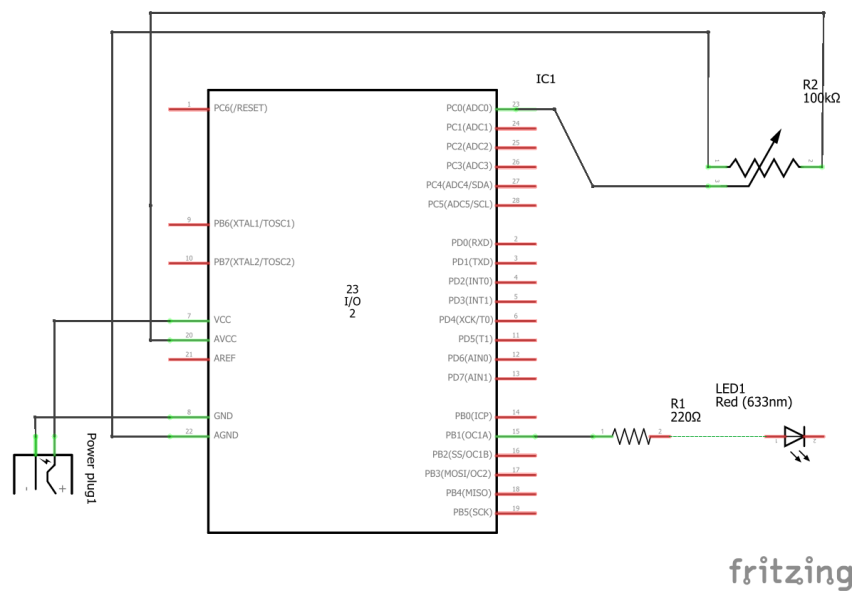 IC1
R2
100kΩ
1
PC6(/RESET)
9
PB6(XTAL1/TOSC1)
10
PB7(XTAL2/TOSC2)
7
VCC
20
AVCC
21
AREF
8
GND
22
AGND
23
I/O
2
PC0(ADC0)
23
PC1(ADC1)
24
PC2(ADC2)
25
PC3(ADC3)
26
PC4(ADC4/SDA)
27
PC5(ADC5/SCL)
28
PD0(RXD)
2
PD1(TXD)
3
PD2(INT0)
4
PD3(INT1)
5
PD4(XCK/T0)
6
PD5(T1)
11
PD6(AIN0)
12
PD7(AIN1)
13
PB0(ICP)
14
PB1(OC1A)
15
PB2(SS/OC1B)
16
PB3(MOSI/OC2)
17
PB4(MISO)
18
PB5(SCK)
19
1
2
3
R1
220Ω
1
2
LED1
Red (633nm)
Power plug1
-
+
fritzing